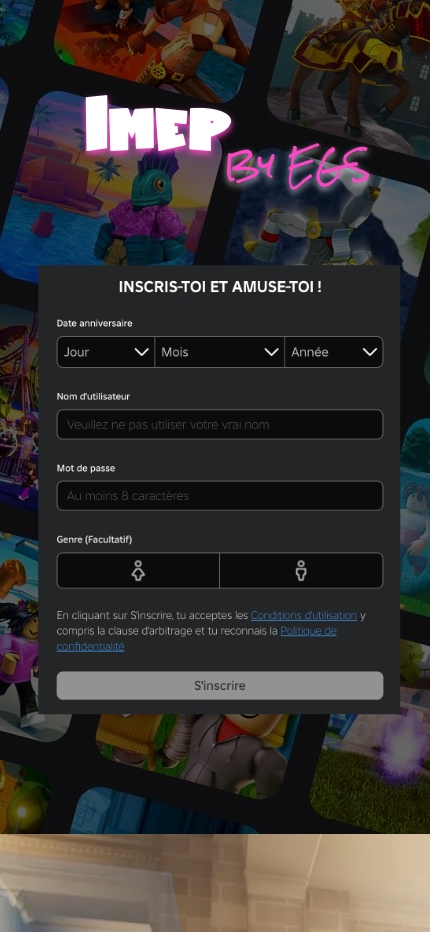 IMEP
BY EGS
INSCRIS-TOI ET AMUSE-TOI !
Date anniversaire
Jour Mois Année
Nom d'utilisateur
Veuillez ne pas utiliser votre vrai nom
Mot de passe
Au moins 8 caractères
Genre (Facultatif)
En cliquant sur S'inscrire, tu acceptes les Conditions d'utilisation y
compris la clause d'arbitrage et tu reconnais la Politique de
confidentialité
S'inscrire